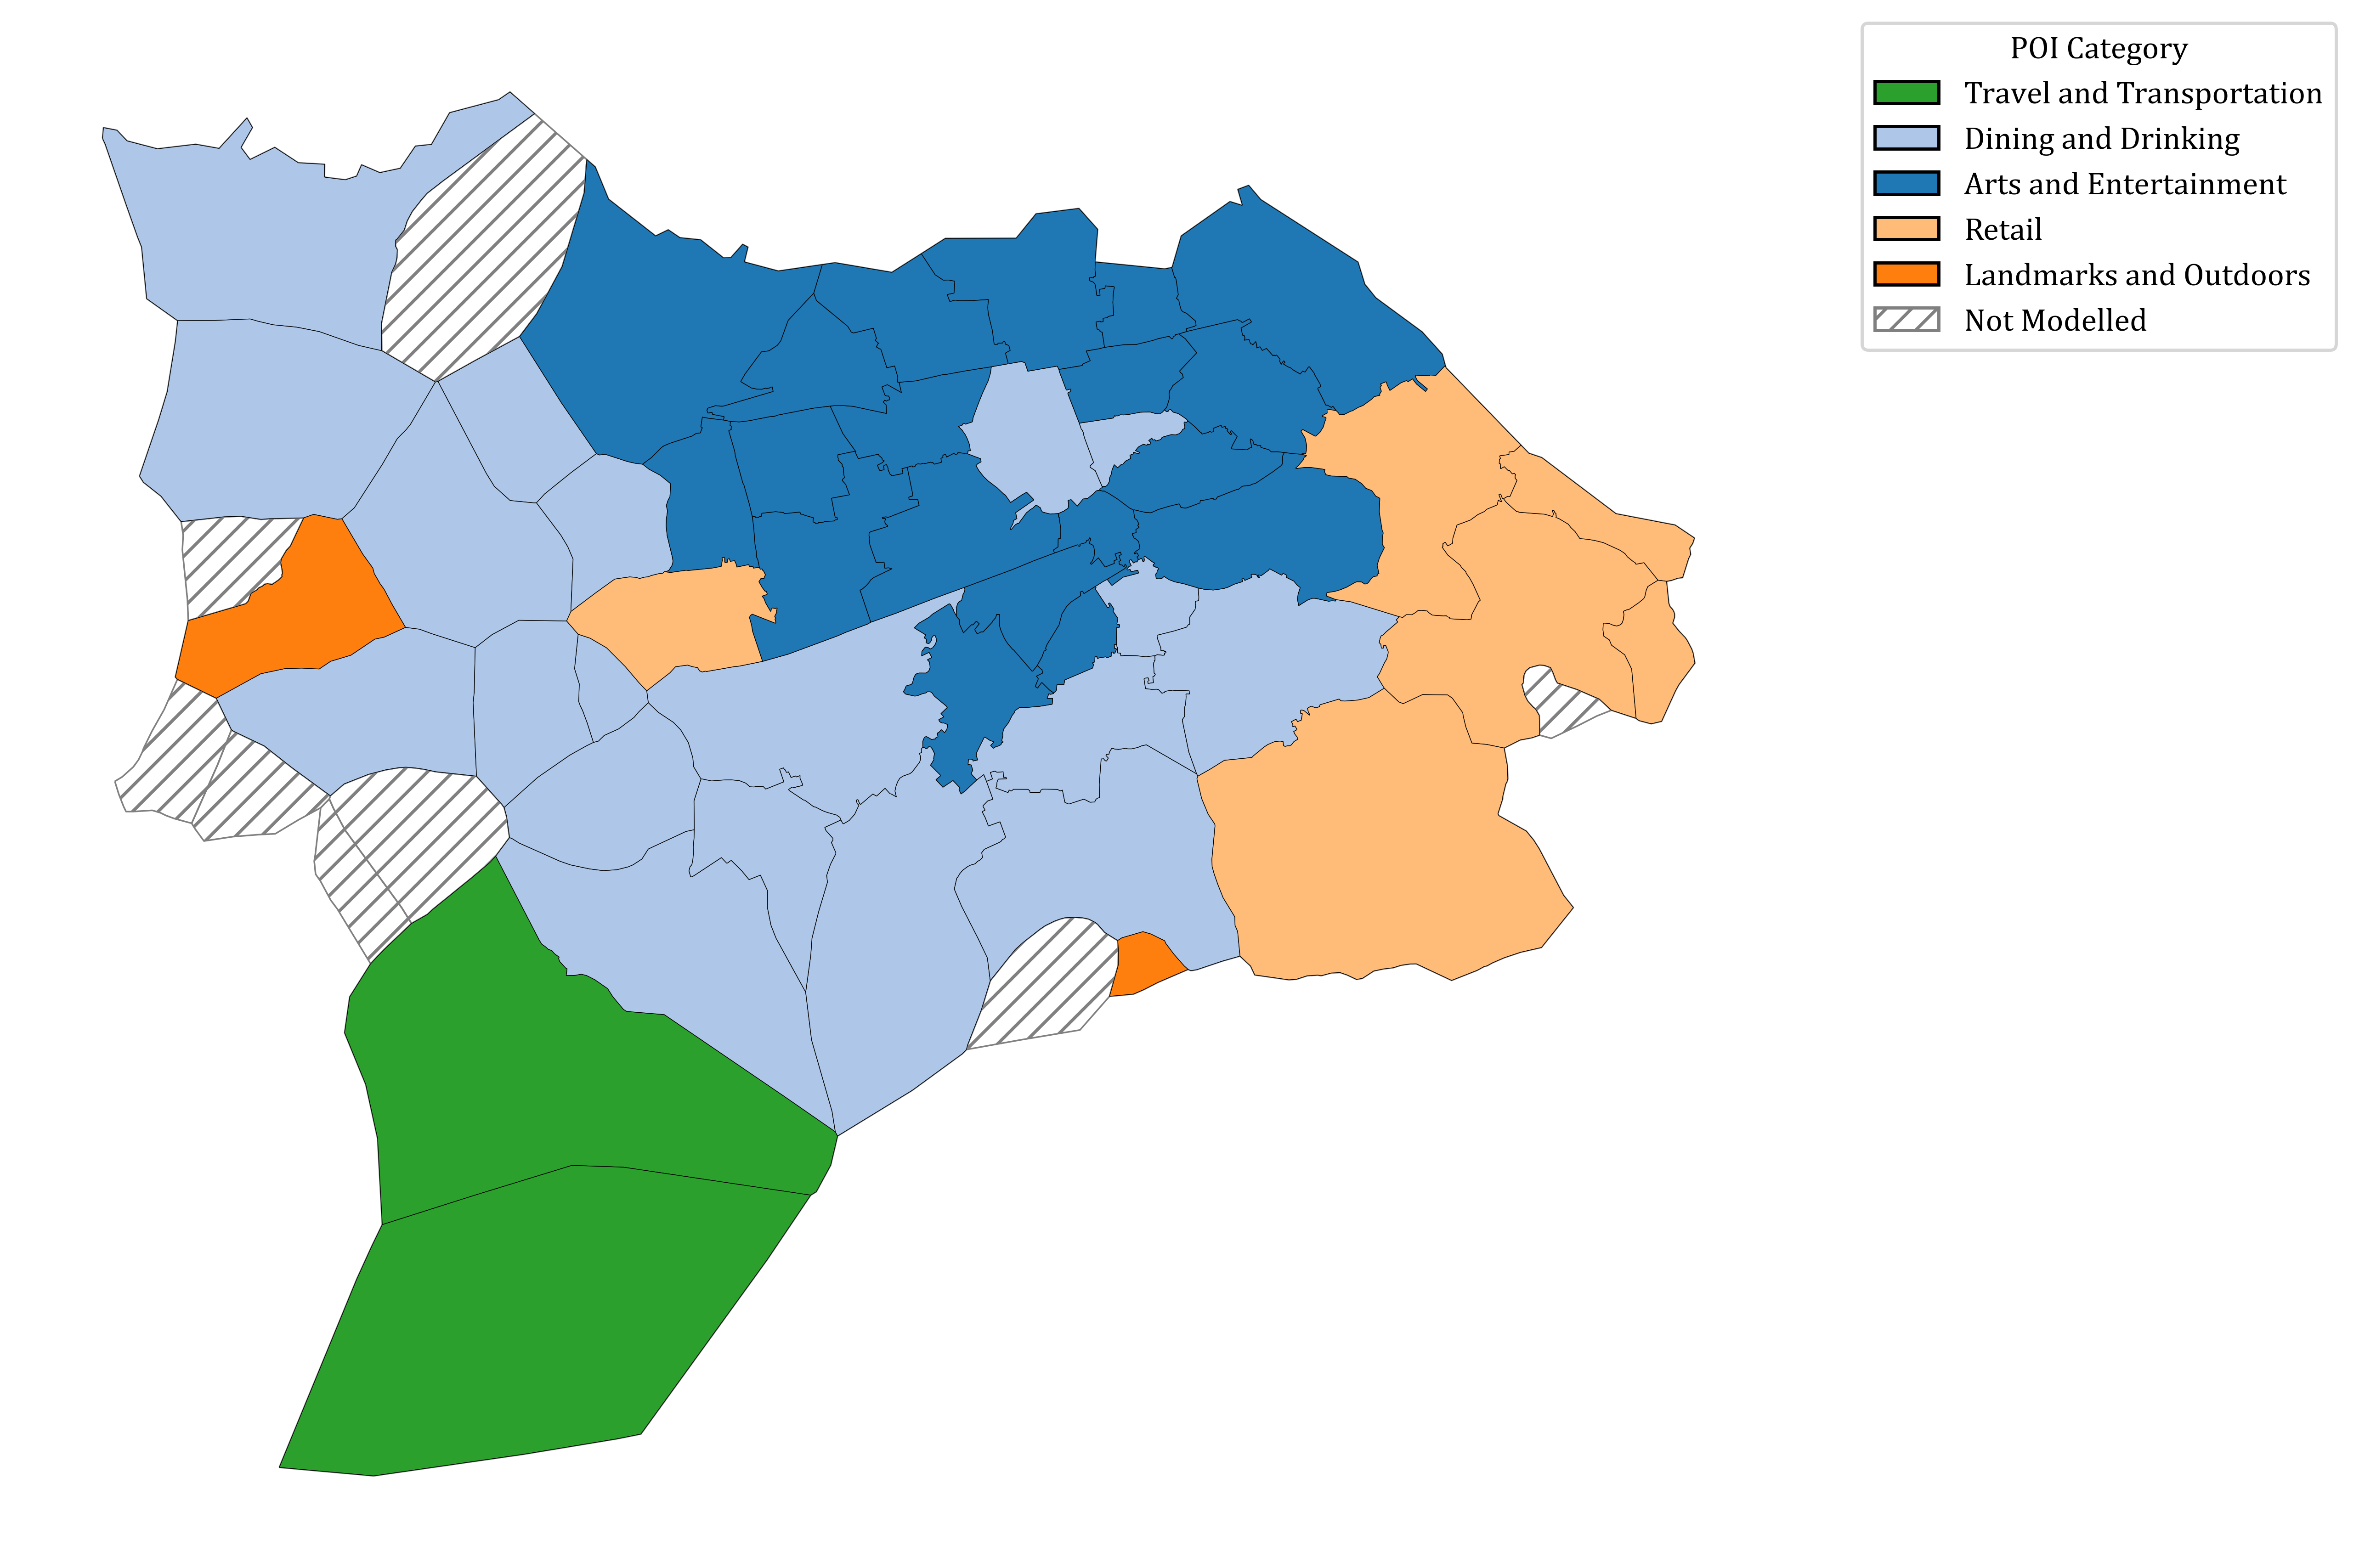 POI Category
Travel and Transportation
Dining and Drinking
Arts and Entertainment
Retail
Landmarks and Outdoors
Not Modelled